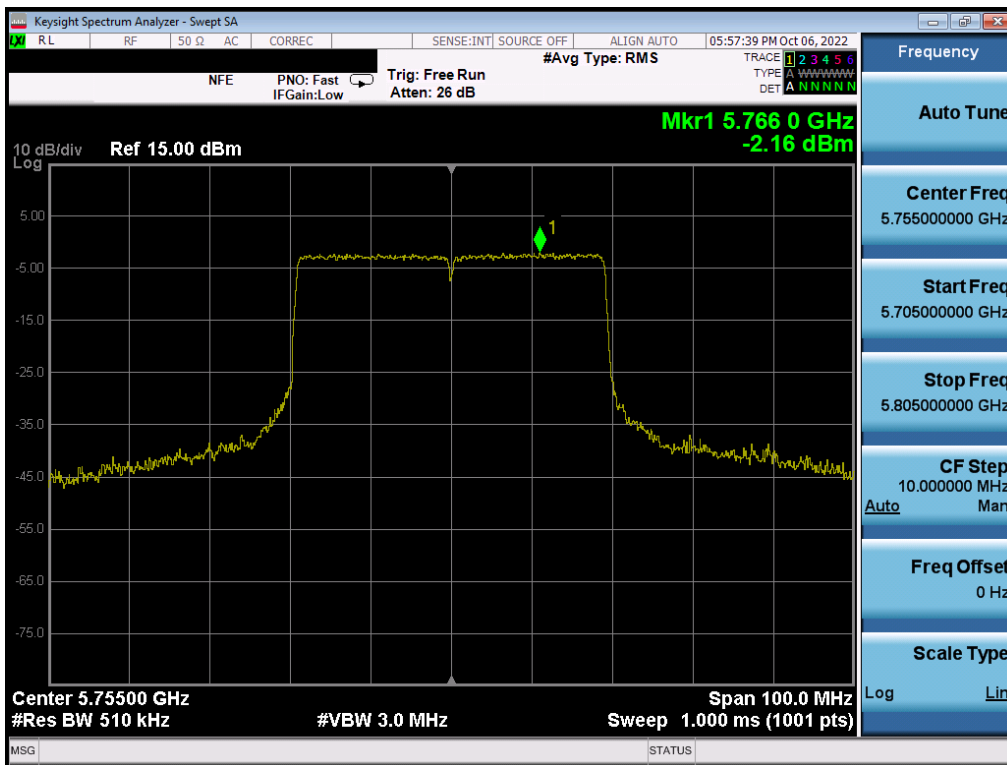 Keysight Spectrum Analyzer - Swept SA
LXI RL RF 50 Ω AC CORREC SENSE:INT SOURCE OFF ALIGN AUTO 05:57:39 PM Oct 06, 2022
#Avg Type: RMS
TRACE 1 2 3 4 5 6
TYPE A WWWWW
DET A N N N N N
NFE
PNO: Fast
IFGain:Low
Trig: Free Run
Atten: 26 dB
Mkr1 5.766 0 GHz
-2.16 dBm
10 dB/div
Log
Ref 15.00 dBm
1
5.00
-5.00
-15.0
-25.0
-35.0
-45.0
-55.0
-65.0
-75.0
Center 5.75500 GHz
Span 100.0 MHz
#Res BW 510 kHz
#VBW 3.0 MHz
Sweep 1.000 ms (1001 pts)
MSG
STATUS
Frequency
Auto Tune
Center Freq
5.755000000 GHz
Start Freq
5.705000000 GHz
Stop Freq
5.805000000 GHz
CF Step
10.000000 MHz
Auto Man
Freq Offset
0 Hz
Scale Type
Log Lin